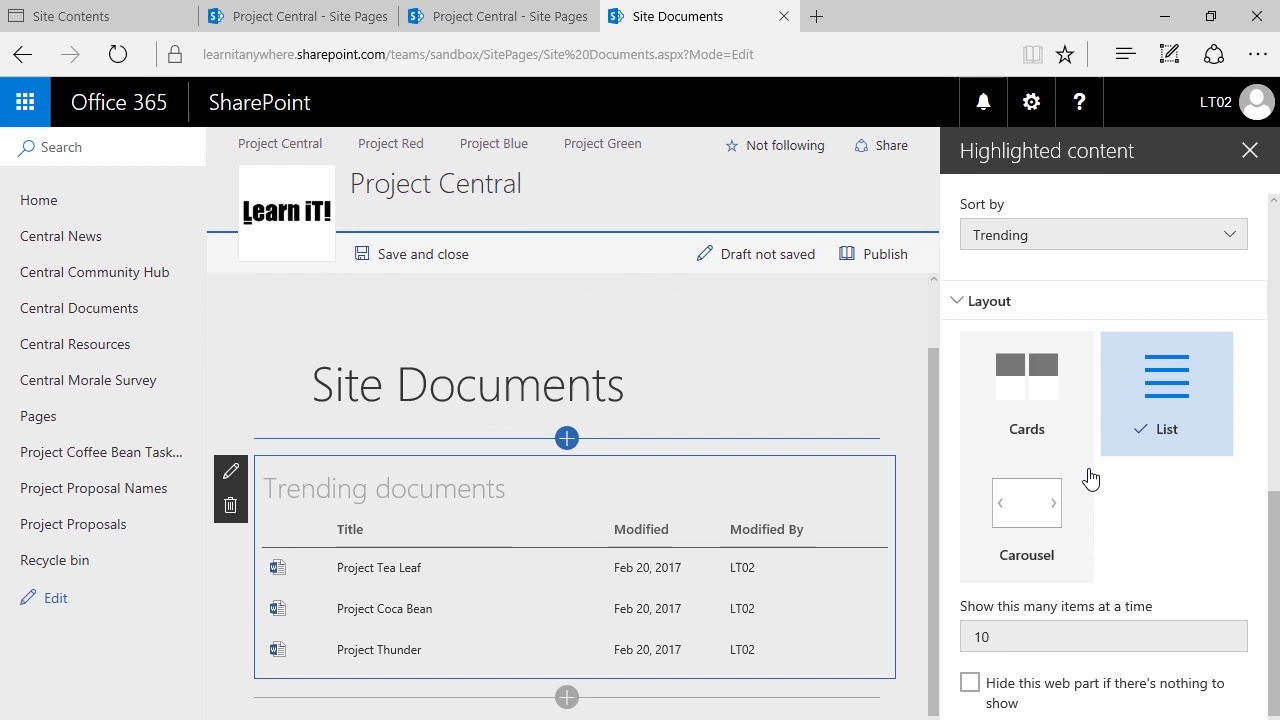 Site Contents
Project Central - Site Pages
Project Central - Site Pages
Site Documents
learnitanywhere.sharepoint.com/teams/sandbox/SitePages/Site%20Documents.aspx?Mode=Edit
Office 365
SharePoint
?
LT02
Search
Home
Central News
Central Community Hub
Central Documents
Central Resources
Central Morale Survey
Pages
Project Coffee Bean Task...
Project Proposal Names
Project Proposals
Recycle bin
Edit
Project Central
Project Red
Project Blue
Project Green
Not following
Share
Learn iT!
Project Central
Save and close
Draft not saved
Publish
Site Documents
Trending documents
Title Modified Modified By
Project Tea Leaf Feb 20, 2017 LT02
Project Coca Bean Feb 20, 2017 LT02
Project Thunder Feb 20, 2017 LT02
Highlighted content
Sort by
Trending
Layout
Cards
List
Carousel
Show this many items at a time
10
Hide this web part if there's nothing to
show